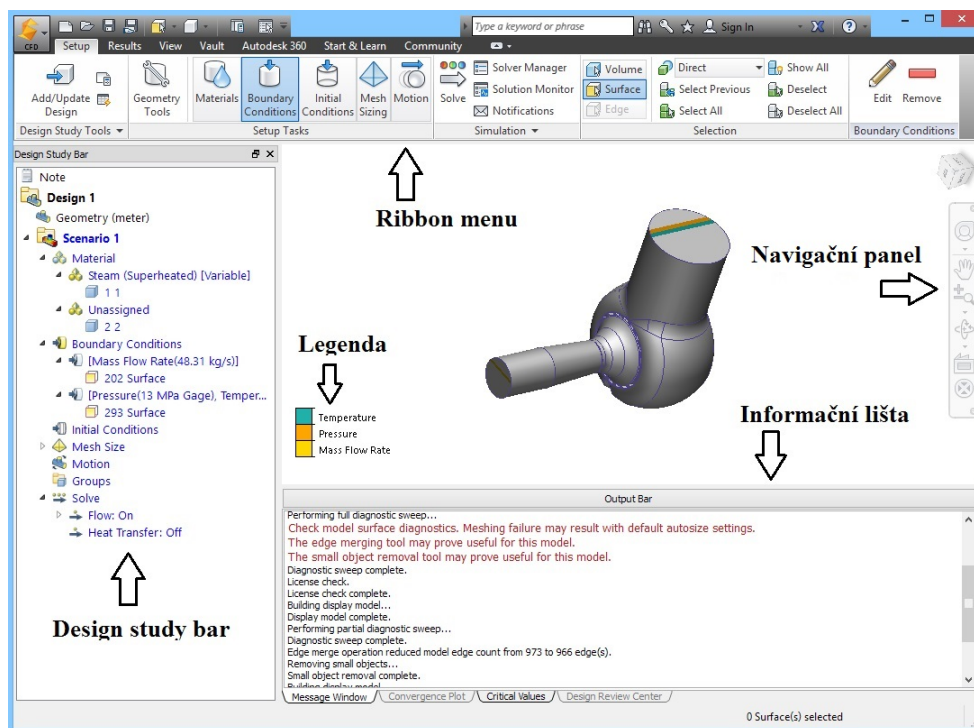 Type a keyword or phrase
Sign In
CFD
Setup Results View Vault Autodesk 360 Start & Learn Community
Add/Update Design
Geometry Tools
Materials
Boundary Conditions
Initial Conditions
Mesh Sizing
Motion
Solve
Solver Manager
Solution Monitor
Notifications
Volume
Surface
Edge
Direct
Select Previous
Select All
Show All
Deselect
Deselect All
Edit
Remove
Design Study Tools
Setup Tasks
Simulation
Selection
Boundary Conditions
Design Study Bar
Note
Design 1
Geometry (meter)
Scenario 1
Material
Steam (Superheated) [Variable]
1 1
Unassigned
2 2
Boundary Conditions
[Mass Flow Rate(48.31 kg/s)]
202 Surface
[Pressure(13 MPa Gage), Temper...
293 Surface
Initial Conditions
Mesh Size
Motion
Groups
Solve
Flow: On
Heat Transfer: Off
Design study bar
Ribbon menu
Navigační panel
Legenda
Temperature
Pressure
Mass Flow Rate
Informační lišta
Output Bar
Performing full diagnostic sweep...
Check model surface diagnostics. Meshing failure may result with default autosize settings.
The edge merging tool may prove useful for this model.
The small object removal tool may prove useful for this model.
Diagnostic sweep complete.
License check.
License check complete.
Building display model...
Display model complete.
Performing partial diagnostic sweep...
Diagnostic sweep complete.
Edge merge operation reduced model edge count from 973 to 966 edge(s).
Removing small objects...
Small object removal complete.
Building display model
Message Window Convergence Plot Critical Values Design Review Center
0 Surface(s) selected